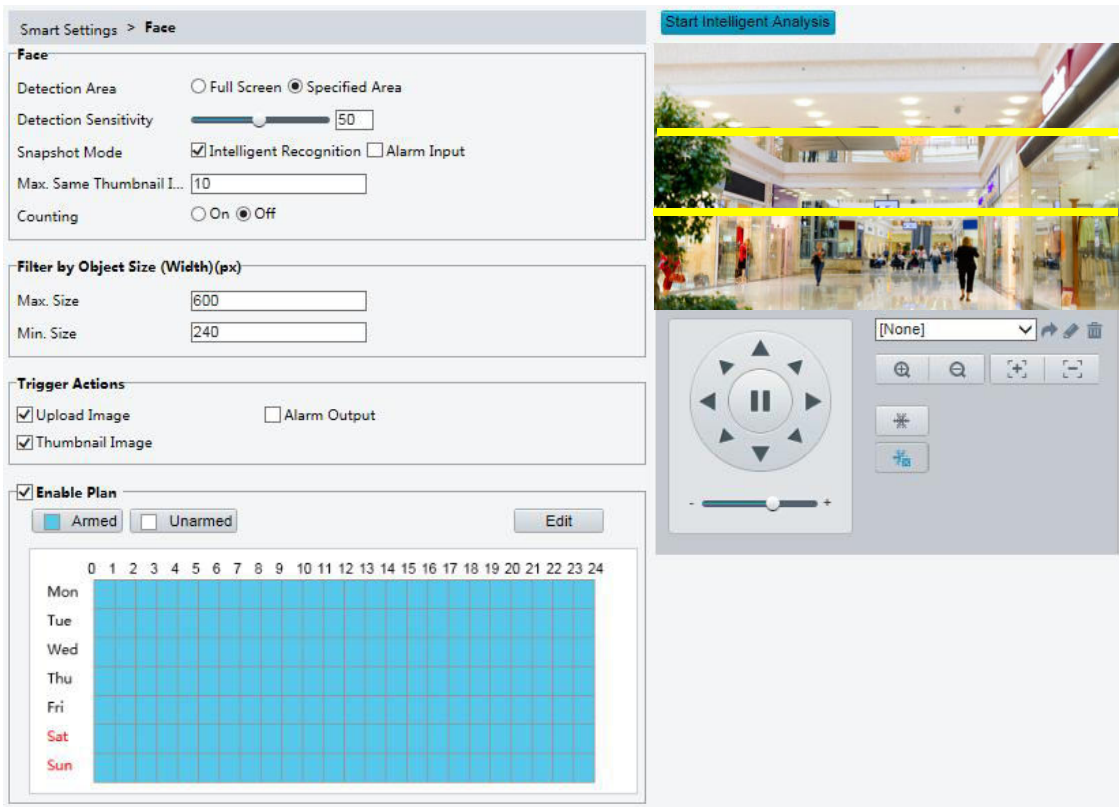 Smart Settings > Face
Start Intelligent Analysis
Face
Detection Area Full Screen Specified Area
Detection Sensitivity 50
Snapshot Mode Intelligent Recognition Alarm Input
Max. Same Thumbnail I... 10
Counting On Off
Filter by Object Size (Width)(px)
Max. Size 600
Min. Size 240
[None]
Trigger Actions
Upload Image Alarm Output
Thumbnail Image
- +
Enable Plan
Armed Unarmed Edit
0 1 2 3 4 5 6 7 8 9 10 11 12 13 14 15 16 17 18 19 20 21 22 23 24
Mon
Tue
Wed
Thu
Fri
Sat
Sun